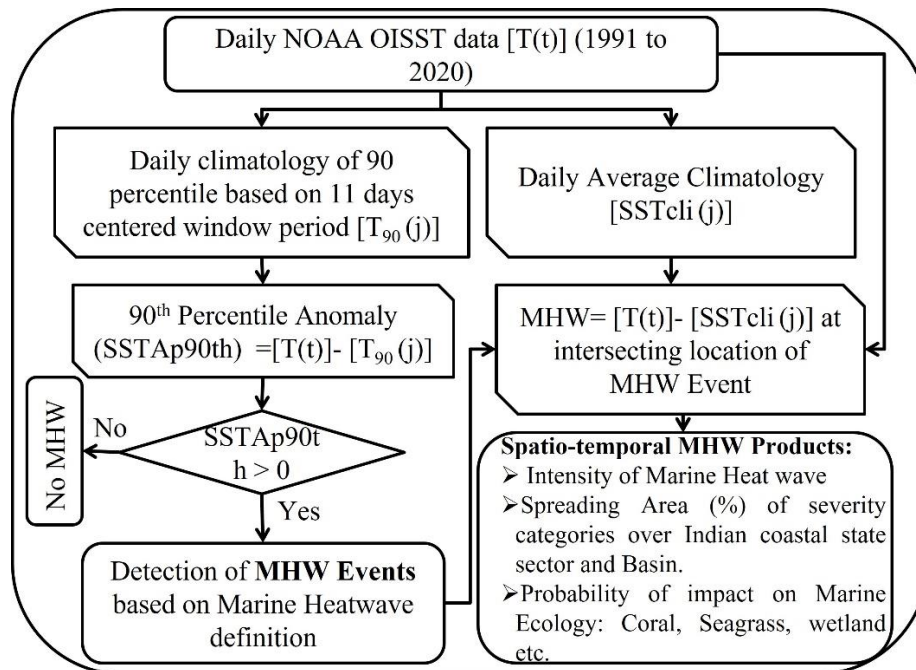 Daily NOAA OISST data [T(t)] (1991 to
2020)
Daily climatology of 90
percentile based on 11 days
centered window period [T₉₀ (j)]
Daily Average Climatology
[SSTcli (j)]
90ᵗʰ Percentile Anomaly
(SSTAp90th) =[T(t)]- [T₉₀ (j)]
MHW= [T(t)]- [SSTcli (j)] at
intersecting location of
MHW Event
No MHW
No
SSTAp90t
h > 0
Yes
Detection of MHW Events
based on Marine Heatwave
definition
Spatio-temporal MHW Products:
➢ Intensity of Marine Heat wave
➢Spreading Area (%) of severity
categories over Indian coastal state
sector and Basin.
➢Probability of impact on Marine
Ecology: Coral, Seagrass, wetland
etc.